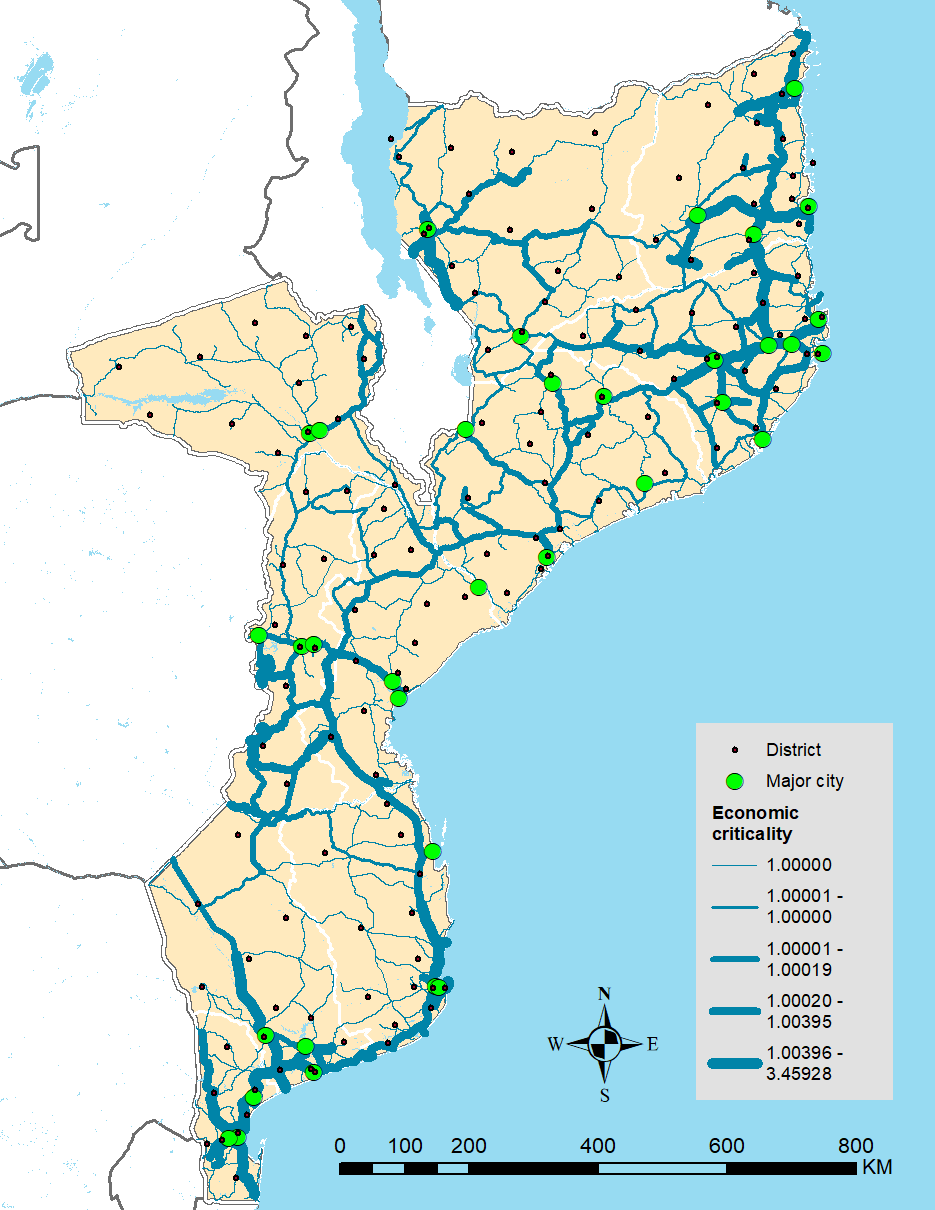 District
Major city
Economic
criticality
1.00000
1.00001 -
1.00000
1.00001 -
1.00019
1.00020 -
1.00395
1.00396 -
3.45928
N
W E
S
0 100 200 400 600 800
KM